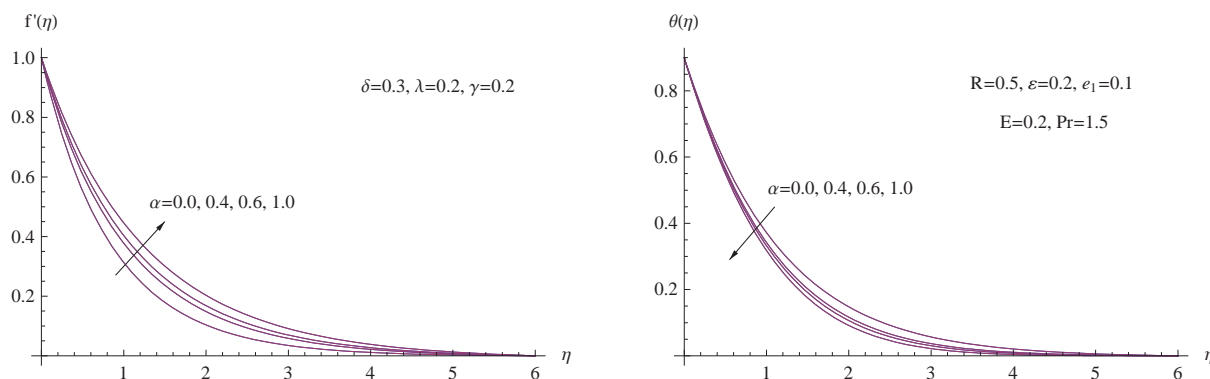 f'(η)
1.0
0.8
0.6
0.4
0.2
δ=0.3, λ=0.2, γ=0.2
α=0.0, 0.4, 0.6, 1.0
1 2 3 4 5 6 η
θ(η)
0.8
0.6
0.4
0.2
R=0.5, ε=0.2, e₁=0.1
E=0.2, Pr=1.5
α=0.0, 0.4, 0.6, 1.0
1 2 3 4 5 6 η